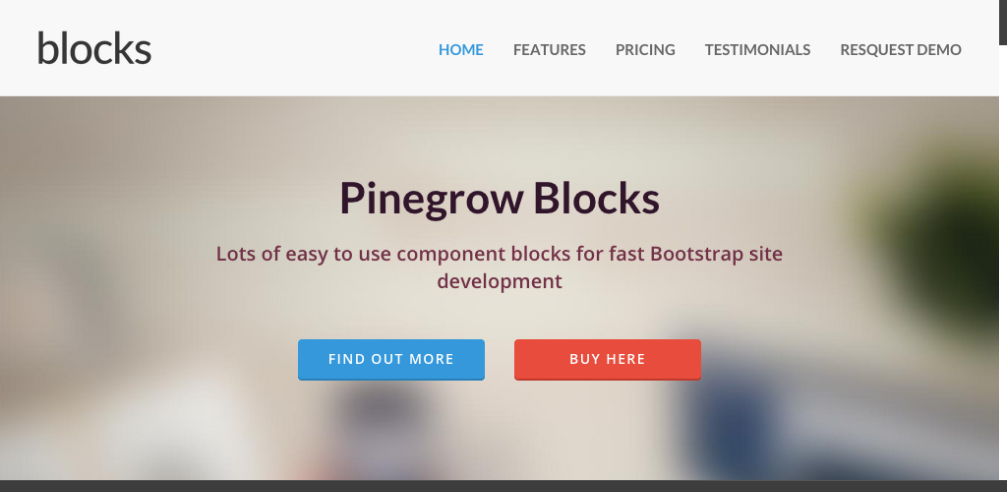 blocks
HOME FEATURES PRICING TESTIMONIALS RESQUEST DEMO
Pinegrow Blocks
Lots of easy to use component blocks for fast Bootstrap site
development
FIND OUT MORE BUY HERE